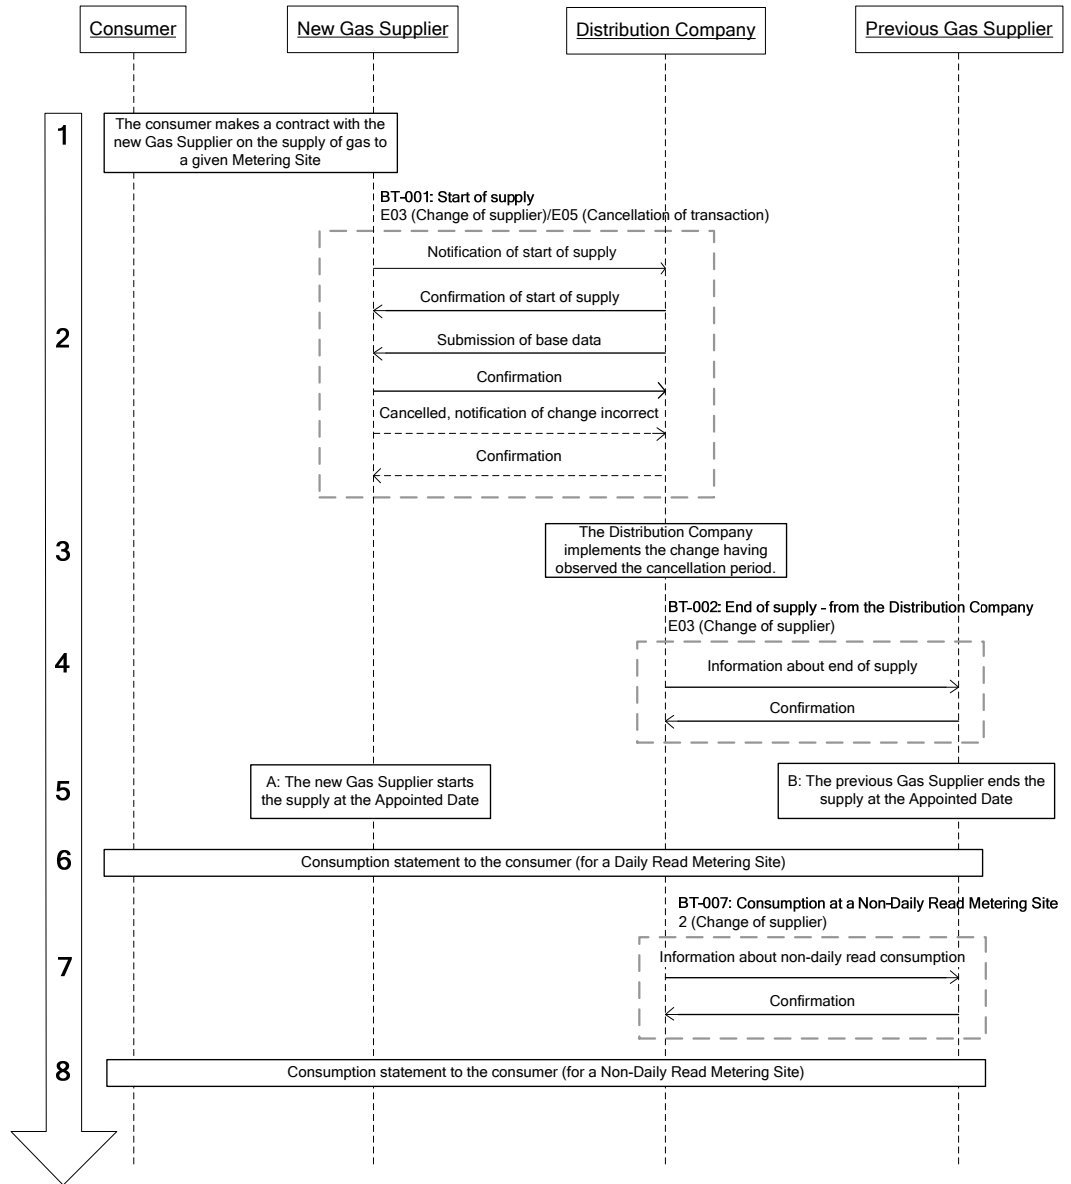 Consumer
New Gas Supplier
Distribution Company
Previous Gas Supplier
1
The consumer makes a contract with the
new Gas Supplier on the supply of gas to
a given Metering Site
BT-001: Start of supply
E03 (Change of supplier)/E05 (Cancellation of transaction)
Notification of start of supply
Confirmation of start of supply
2
Submission of base data
Confirmation
Cancelled, notification of change incorrect
Confirmation
3
The Distribution Company
implements the change having
observed the cancellation period.
BT-002: End of supply - from the Distribution Company
E03 (Change of supplier)
4
Information about end of supply
Confirmation
5
A: The new Gas Supplier starts
the supply at the Appointed Date
B: The previous Gas Supplier ends the
supply at the Appointed Date
6
Consumption statement to the consumer (for a Daily Read Metering Site)
BT-007: Consumption at a Non-Daily Read Metering Site
2 (Change of supplier)
7
Information about non-daily read consumption
Confirmation
8
Consumption statement to the consumer (for a Non-Daily Read Metering Site)